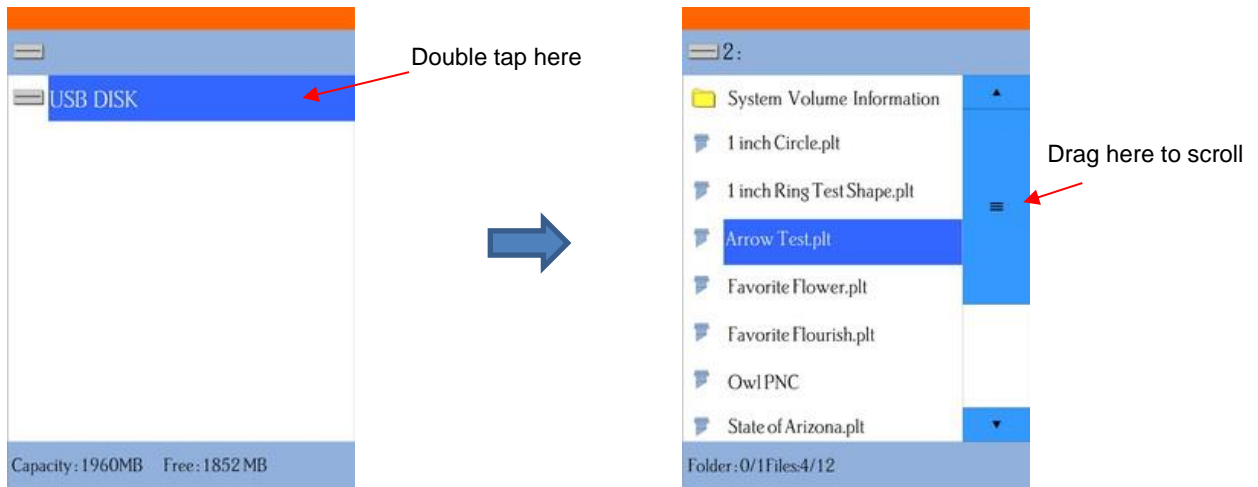 Double tap here
USB DISK
Capacity: 1960MB Free: 1852 MB
2:
System Volume Information
1 inch Circle.plt
1 inch Ring Test Shape.plt
Arrow Test.plt
Favorite Flower.plt
Favorite Flourish.plt
Owl PNC
State of Arizona.plt
Folder: 0/1Files:4/12
Drag here to scroll